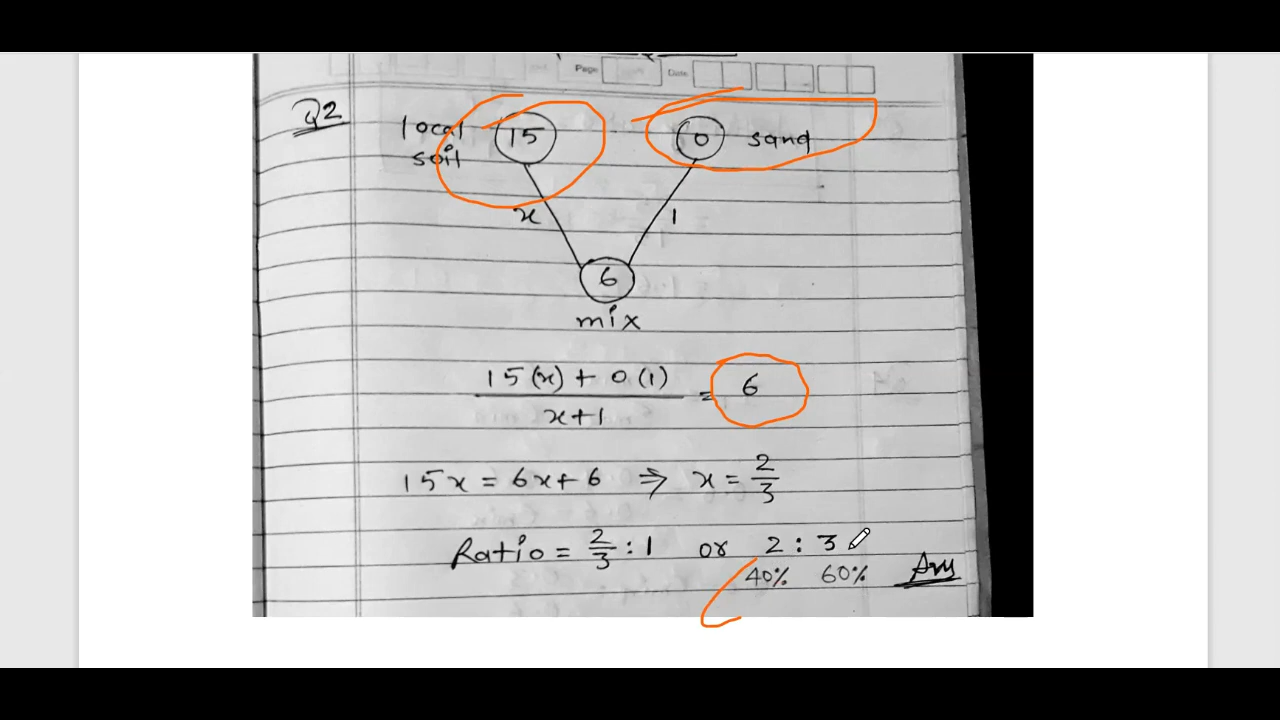 Page Date
Q2
local soil 15 0 sand
x 1
6
mix
15(x) + 0(1) / x+1 = 6
15x = 6x+6 ⇒ x = 2/3
Ratio = 2/3 : 1 or 2 : 3
40% 60% Ans